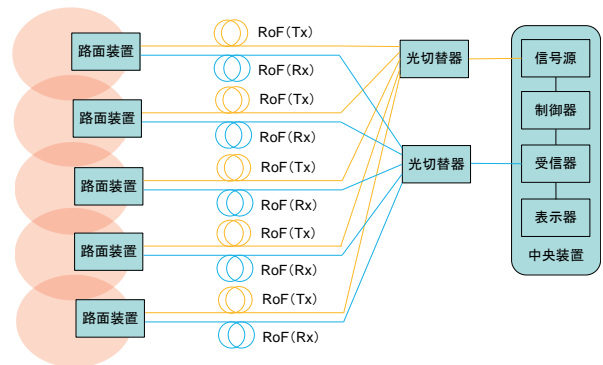 路面装置
RoF（Tx）
RoF（Rx）
路面装置
RoF（Tx）
RoF（Rx）
路面装置
RoF（Tx）
RoF（Rx）
路面装置
RoF（Tx）
RoF（Rx）
路面装置
RoF（Tx）
RoF（Rx）
光切替器
光切替器
信号源
制御器
受信器
表示器
中央装置